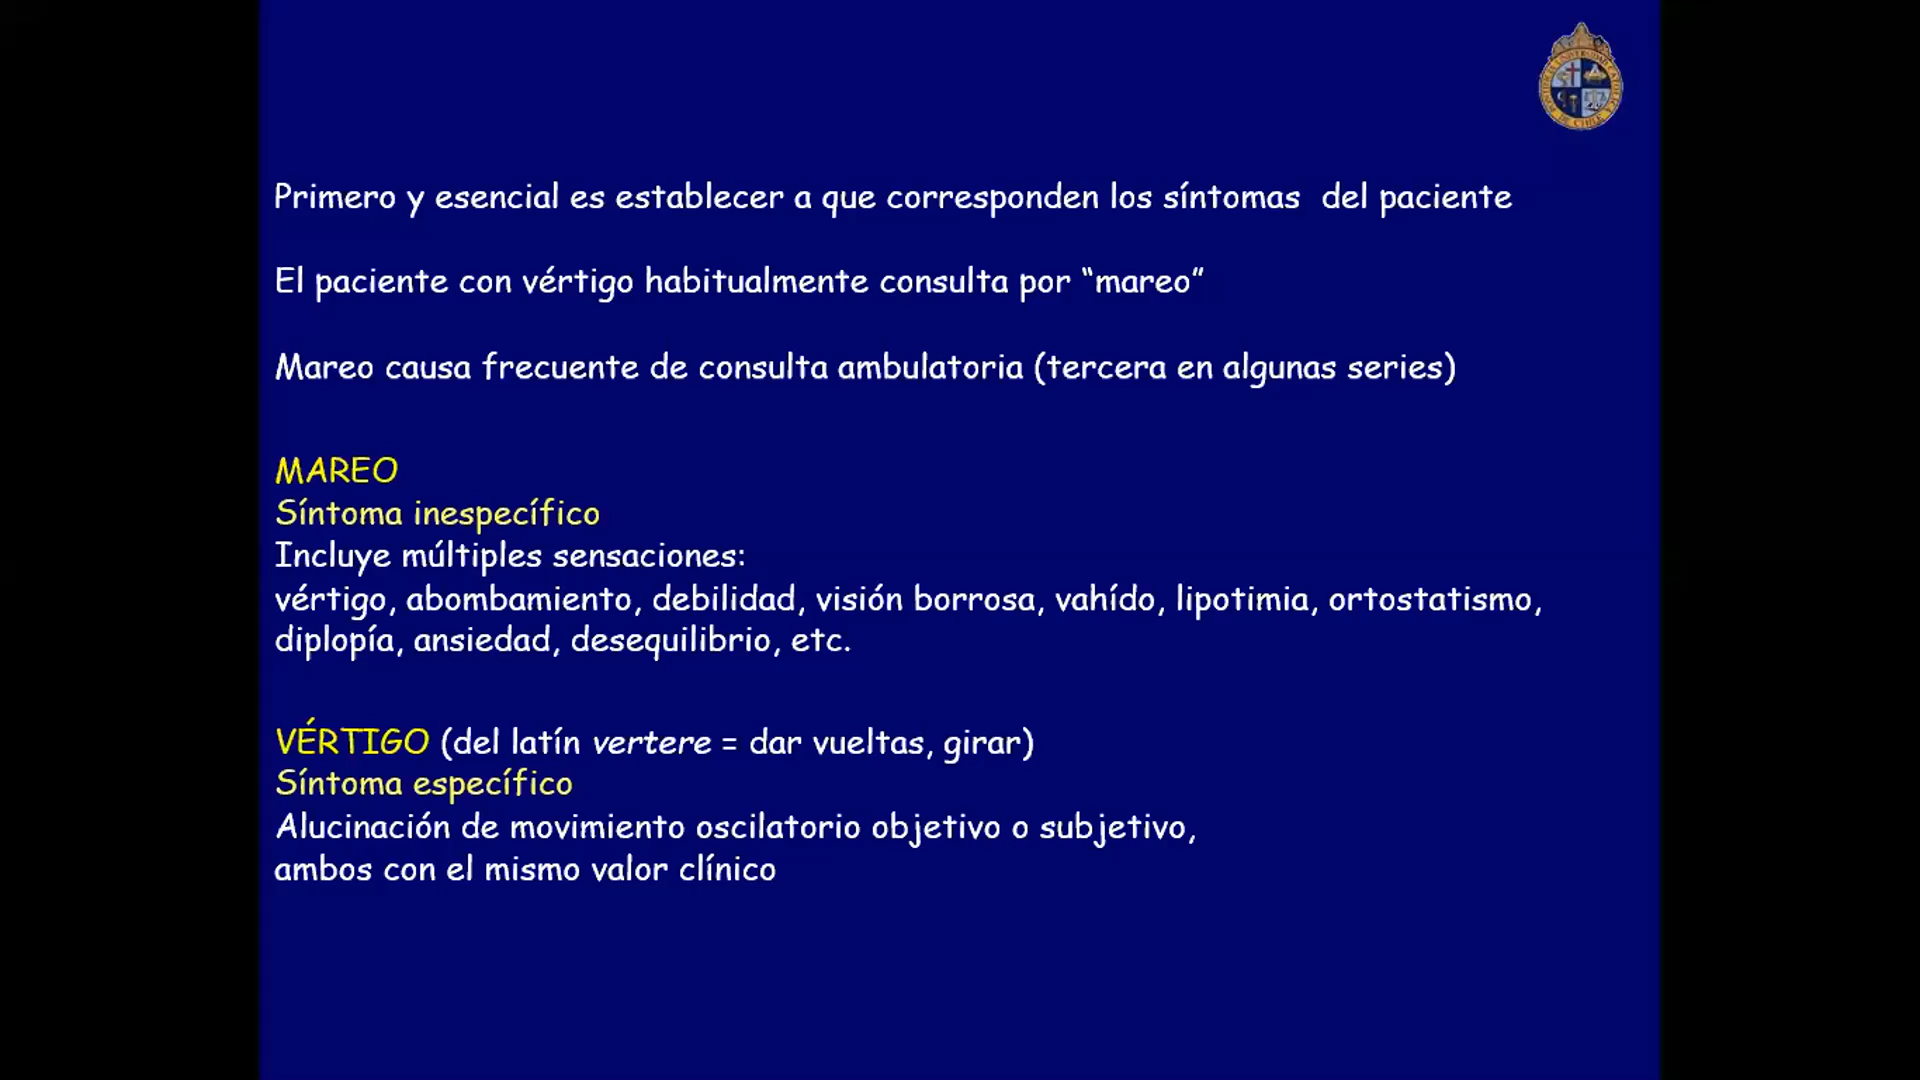 Primero y esencial es establecer a que corresponden los síntomas del paciente
El paciente con vértigo habitualmente consulta por “mareo”
Mareo causa frecuente de consulta ambulatoria (tercera en algunas series)
MAREO
Síntoma inespecífico
Incluye múltiples sensaciones:
vértigo, abombamiento, debilidad, visión borrosa, vahído, lipotimia, ortostatismo,
diplopía, ansiedad, desequilibrio, etc.
VÉRTIGO (del latín vertere = dar vueltas, girar)
Síntoma específico
Alucinación de movimiento oscilatorio objetivo o subjetivo,
ambos con el mismo valor clínico